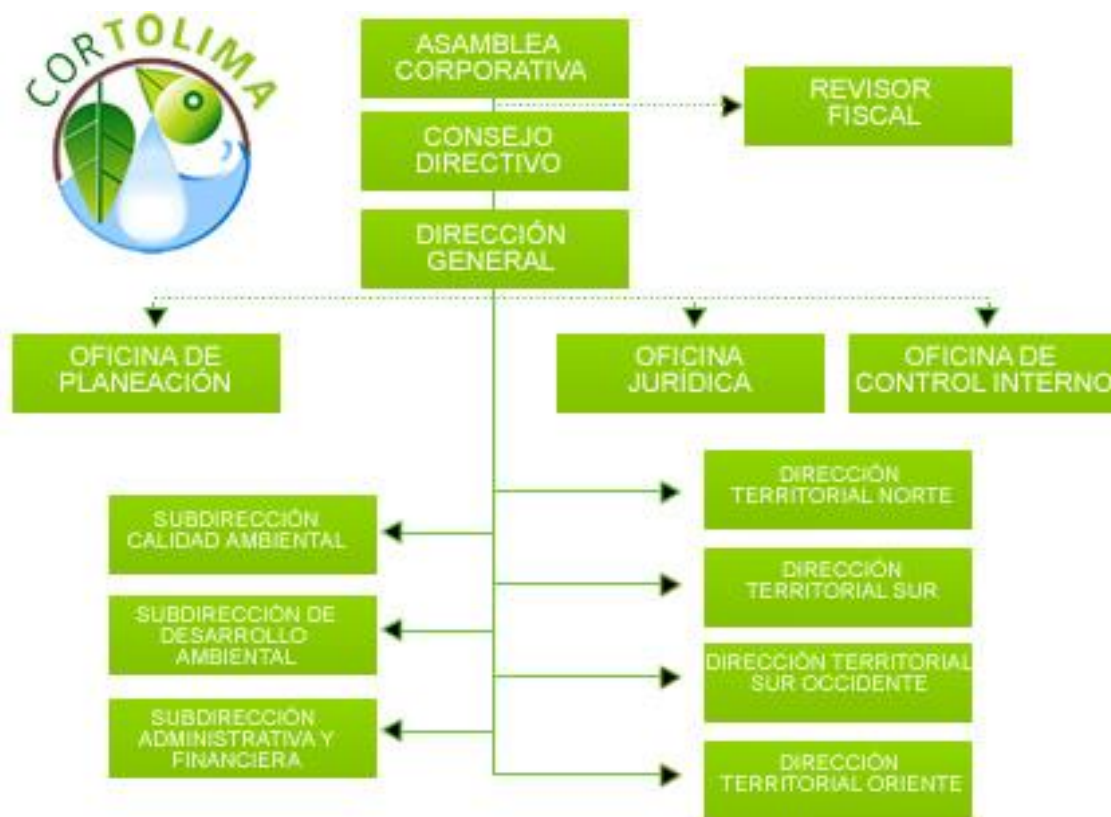 CORTOLIMA
ASAMBLEA
CORPORATIVA
REVISOR
FISCAL
CONSEJO
DIRECTIVO
DIRECCIÓN
GENERAL
OFICINA DE
PLANEACIÓN
OFICINA
JURÍDICA
OFICINA DE
CONTROL INTERNO
SUBDIRECCIÓN
CALIDAD AMBIENTAL
SUBDIRECCIÓN DE
DESARROLLO
AMBIENTAL
SUBDIRECCIÓN
ADMINISTRATIVA Y
FINANCIERA
DIRECCIÓN
TERRITORIAL NORTE
DIRECCIÓN
TERRITORIAL SUR
DIRECCIÓN TERRITORIAL
SUR OCCIDENTE
DIRECCIÓN
TERRITORIAL ORIENTE